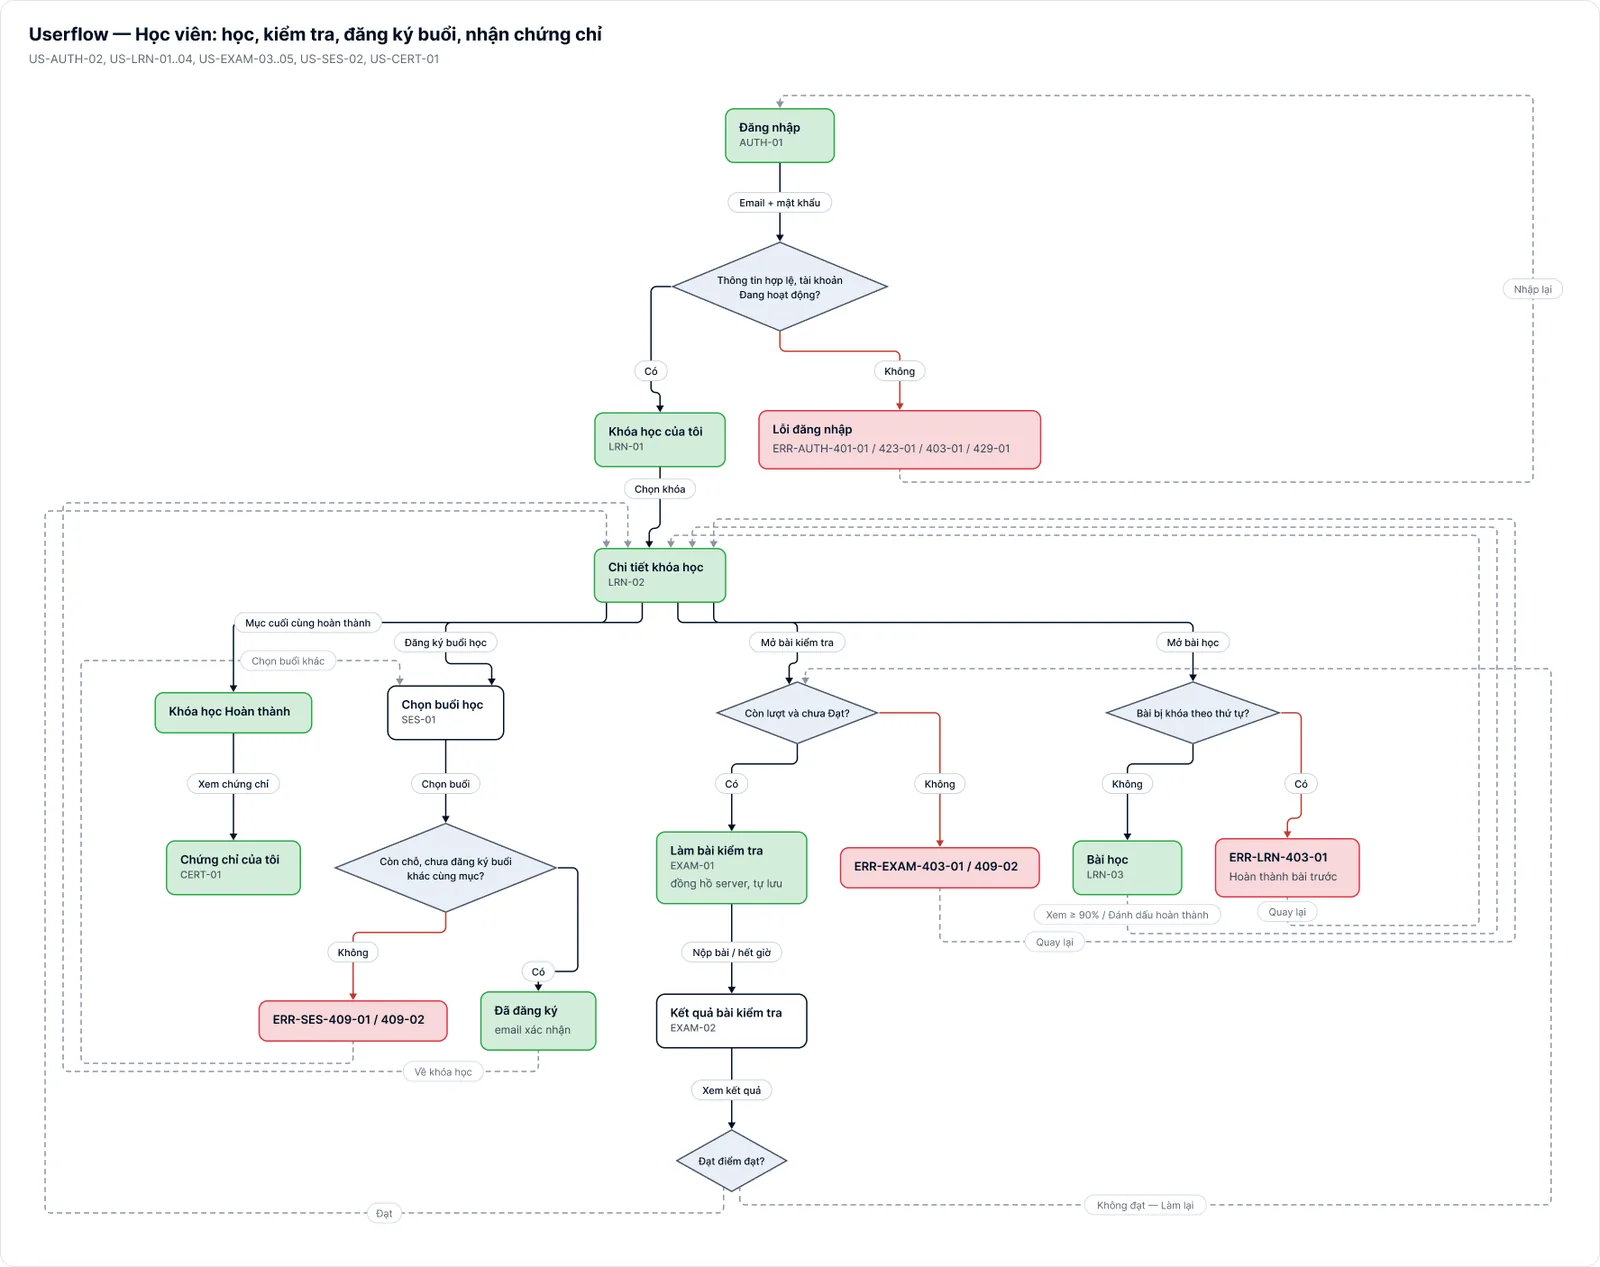 Userflow — Học viên: học, kiểm tra, đăng ký buổi, nhận chứng chỉ
US-AUTH-02, US-LRN-01..04, US-EXAM-03..05, US-SES-02, US-CERT-01
Đăng nhập
AUTH-01
Email + mật khẩu
Thông tin hợp lệ, tài khoản
Đang hoạt động?
Nhập lại
Có
Không
Khóa học của tôi
LRN-01
Lỗi đăng nhập
ERR-AUTH-401-01 / 423-01 / 403-01 / 429-01
Chọn khóa
Chi tiết khóa học
LRN-02
Mục cuối cùng hoàn thành
Đăng ký buổi học
Mở bài kiểm tra
Mở bài học
Chọn buổi khác
Khóa học Hoàn thành
Chọn buổi học
SES-01
Còn lượt và chưa Đạt?
Bài bị khóa theo thứ tự?
Xem chứng chỉ
Chọn buổi
Có
Không
Không
Có
Chứng chỉ của tôi
CERT-01
Còn chỗ, chưa đăng ký buổi
khác cùng mục?
Làm bài kiểm tra
EXAM-01
đồng hồ server, tự lưu
ERR-EXAM-403-01 / 409-02
Bài học
LRN-03
ERR-LRN-403-01
Hoàn thành bài trước
Xem ≥ 90% / Đánh dấu hoàn thành
Quay lại
Quay lại
Không
Có
Nộp bài / hết giờ
ERR-SES-409-01 / 409-02
Đã đăng ký
email xác nhận
Kết quả bài kiểm tra
EXAM-02
Về khóa học
Xem kết quả
Đạt điểm đạt?
Đạt
Không đạt — Làm lại